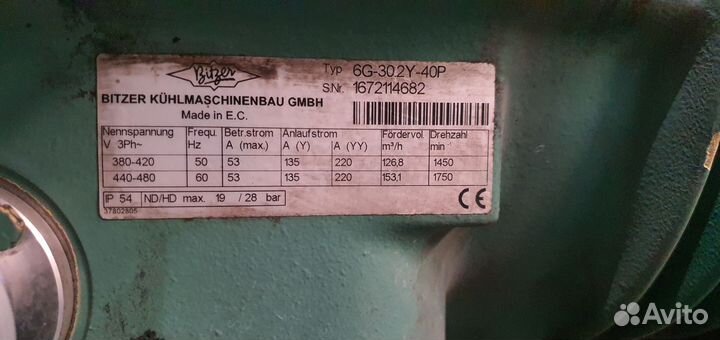 Bitzer
Typ 6G-30.2Y-40P
S.Nr. 1672114682
BITZER KÜHLMASCHINENBAU GMBH
Made in E.C.
Nennspannung Frequ. Betr.strom Anlaufstrom Fördervol. Drehzahl
V 3Ph~ Hz A (max.) A (Y) A (YY) m³/h min⁻¹
380-420 50 53 135 220 126,8 1450
440-480 60 53 135 220 153,1 1750
IP 54 ND/HD max. 19 / 28 bar
37802805
CE
Avito